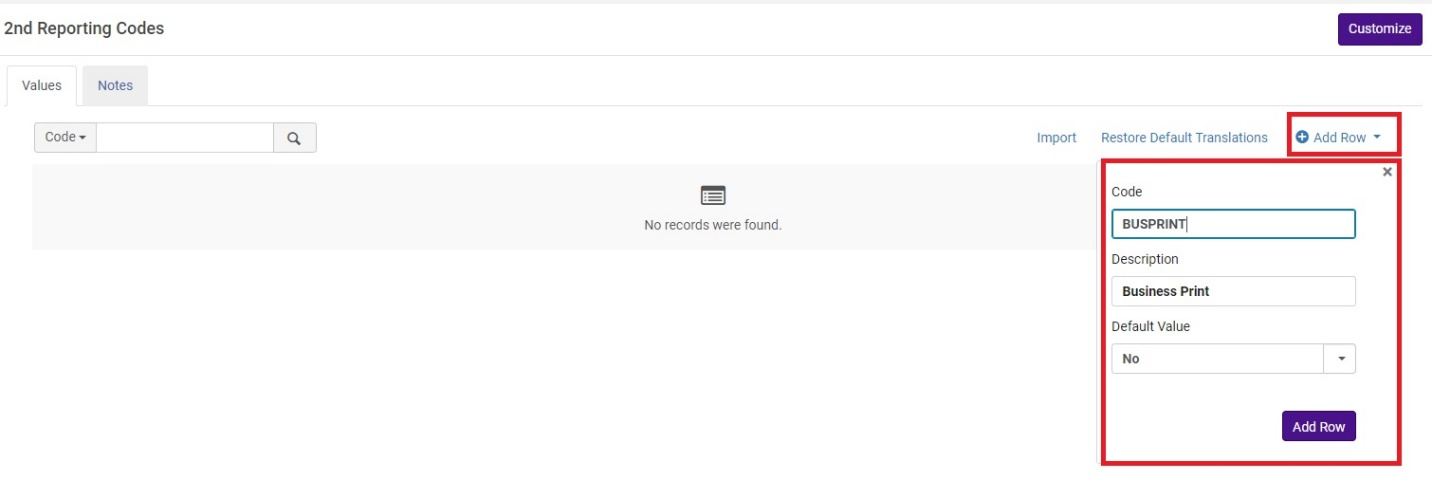 2nd Reporting Codes
Customize
Values Notes
Code
Import Restore Default Translations Add Row
No records were found.
Code
BUSPRINT
Description
Business Print
Default Value
No
Add Row